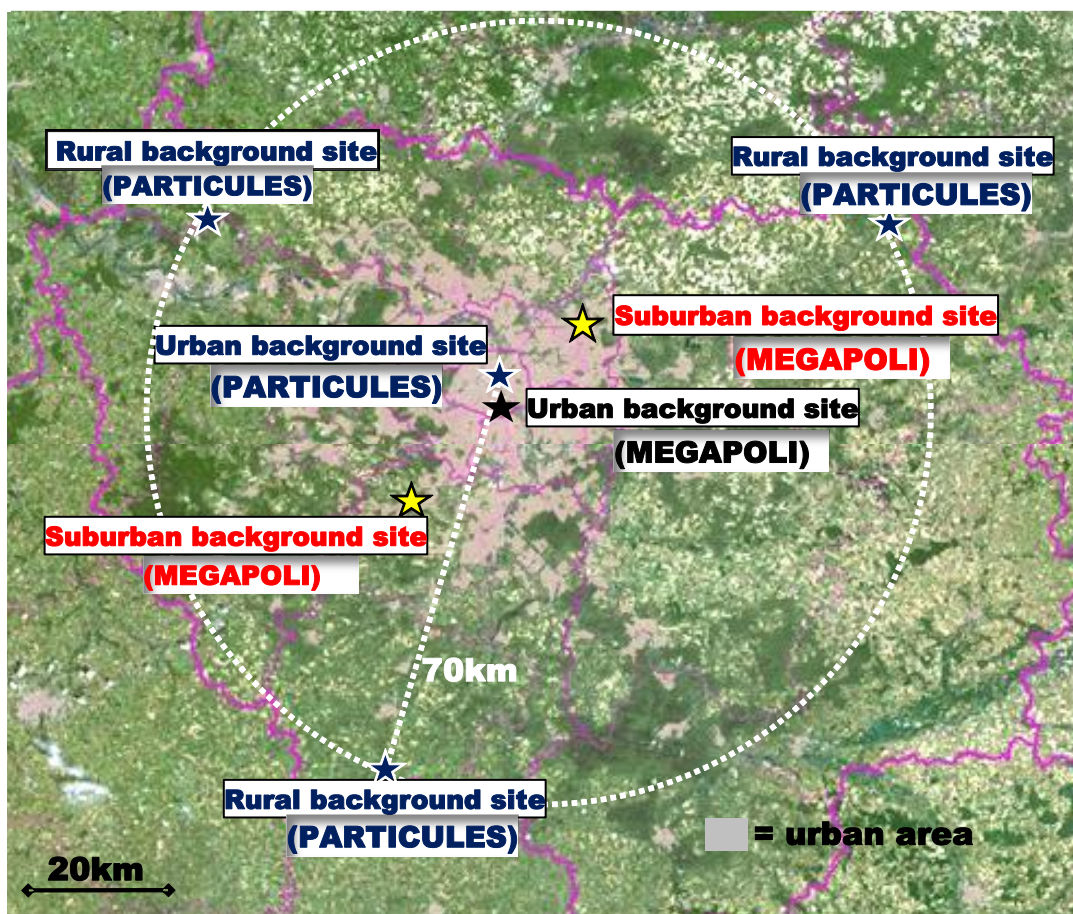 Rural background site
(PARTICULES)
Rural background site
(PARTICULES)
Suburban background site
(MEGAPOLI)
Urban background site
(PARTICULES)
Urban background site
(MEGAPOLI)
Suburban background site
(MEGAPOLI)
70km
Rural background site
(PARTICULES)
= urban area
20km